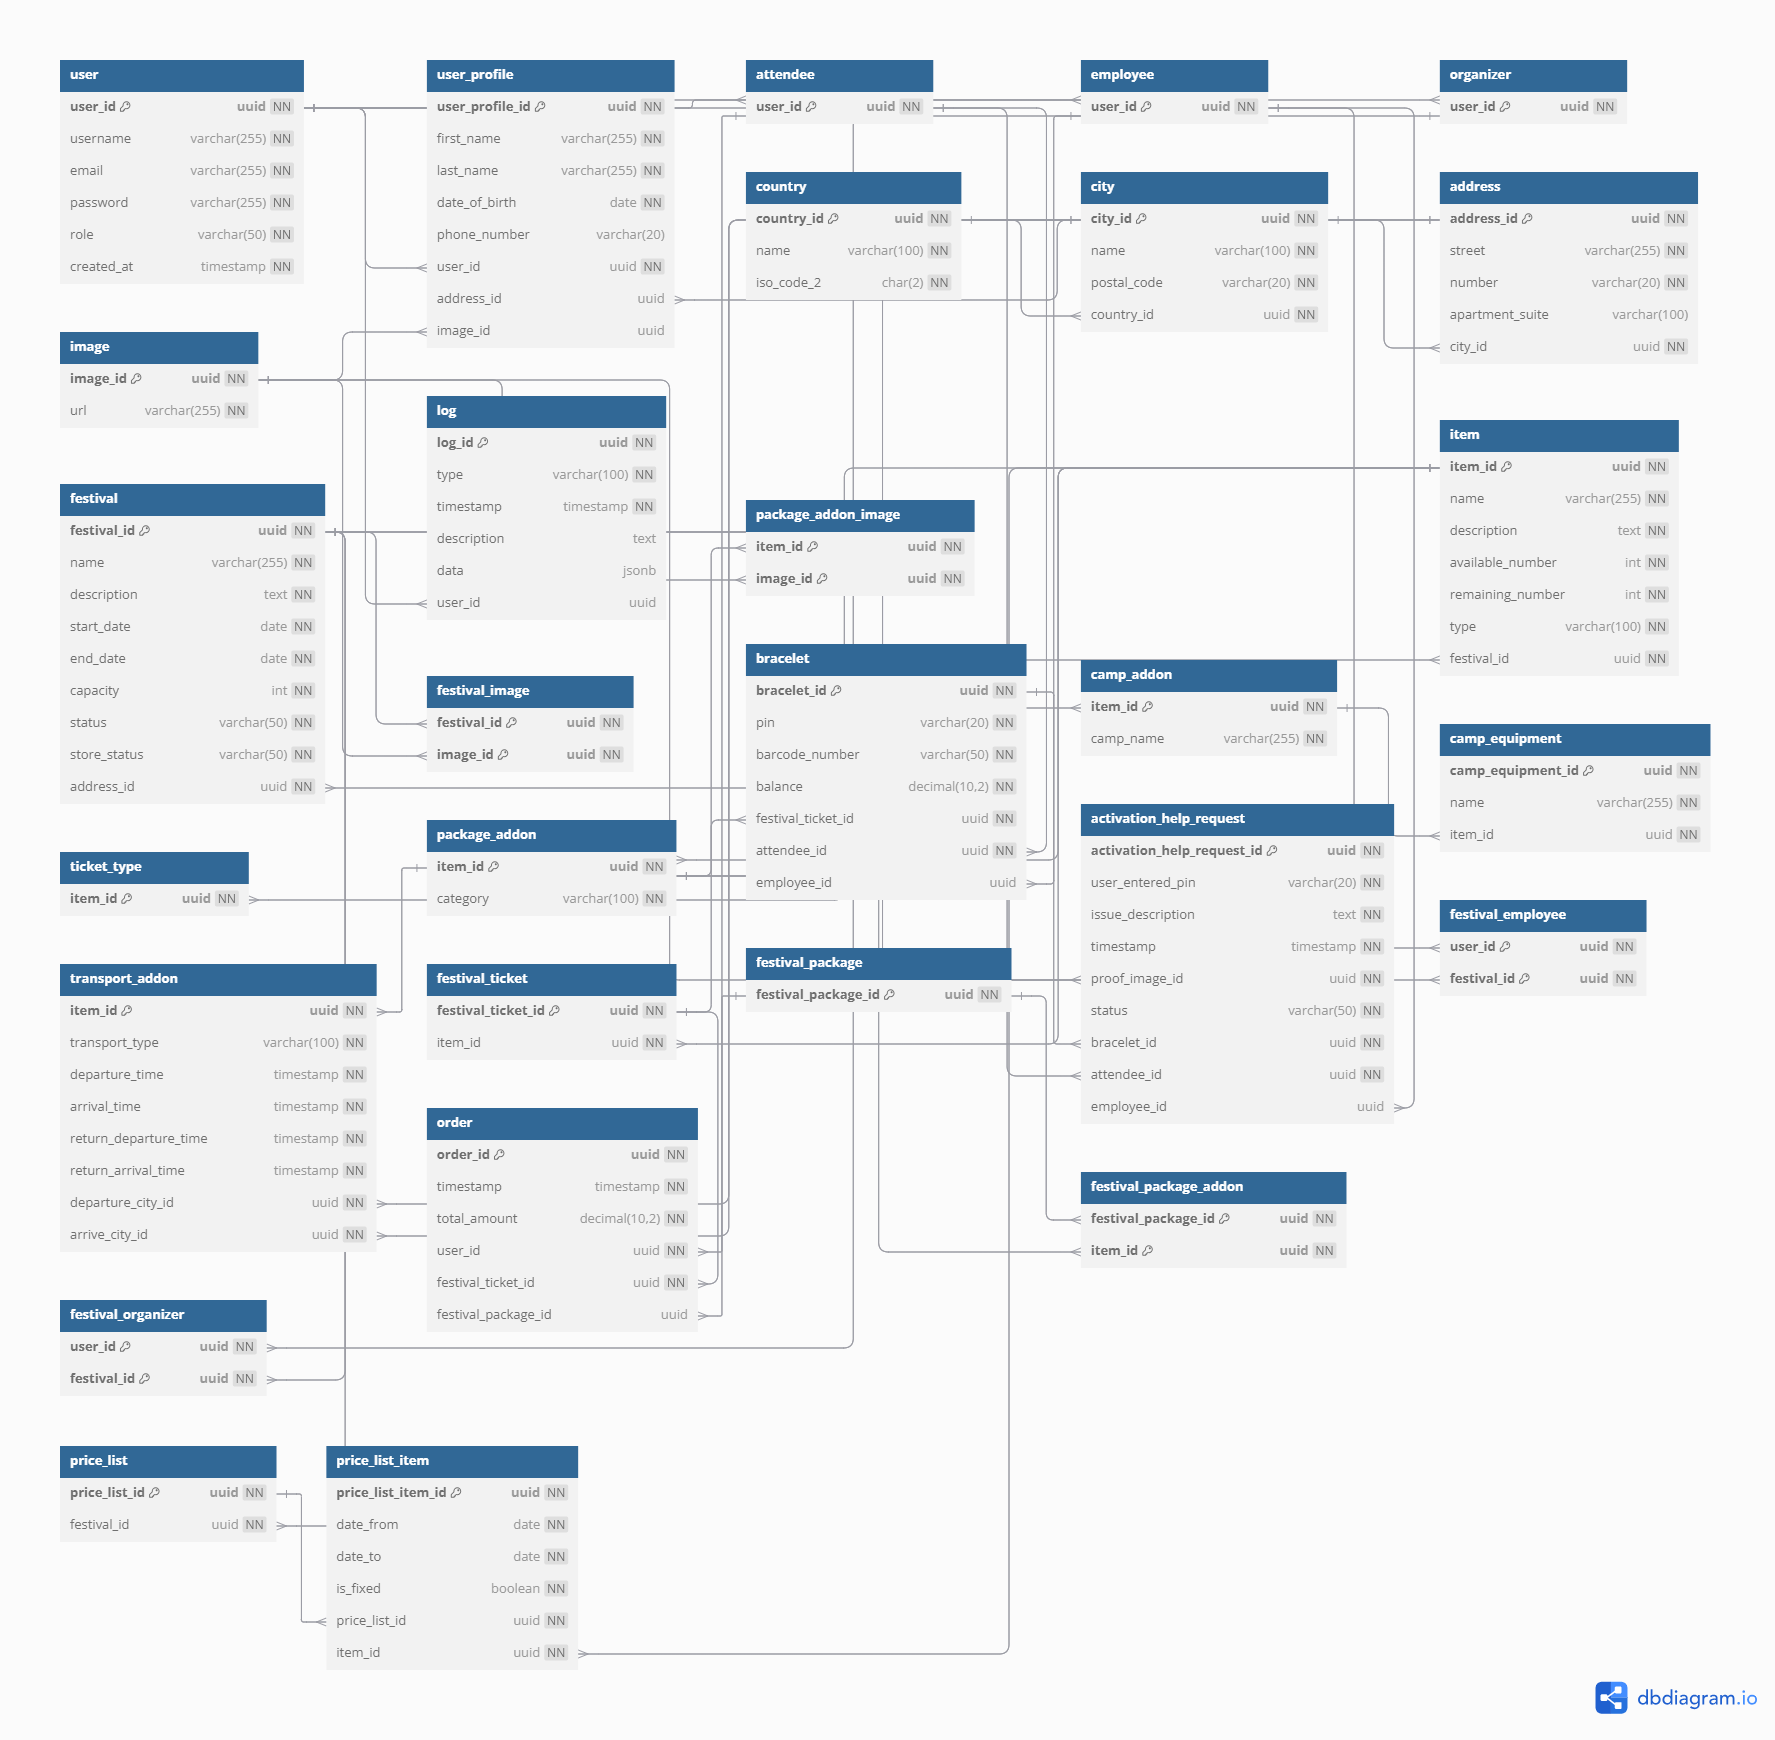 user
user_id uuid NN
username varchar(255) NN
email varchar(255) NN
password varchar(255) NN
role varchar(50) NN
created_at timestamp NN
user_profile
user_profile_id uuid NN
first_name varchar(255) NN
last_name varchar(255) NN
date_of_birth date NN
phone_number varchar(20)
user_id uuid NN
address_id uuid
image_id uuid
attendee
user_id uuid NN
employee
user_id uuid NN
organizer
user_id uuid NN
country
country_id uuid NN
name varchar(100) NN
iso_code_2 char(2) NN
city
city_id uuid NN
name varchar(100) NN
postal_code varchar(20) NN
country_id uuid NN
address
address_id uuid NN
street varchar(255) NN
number varchar(20) NN
apartment_suite varchar(100)
city_id uuid NN
image
image_id uuid NN
url varchar(255) NN
log
log_id uuid NN
type varchar(100) NN
timestamp timestamp NN
description text
data jsonb
user_id uuid
item
item_id uuid NN
name varchar(255) NN
description text NN
available_number int NN
remaining_number int NN
type varchar(100) NN
festival_id uuid NN
festival
festival_id uuid NN
name varchar(255) NN
description text NN
start_date date NN
end_date date NN
capacity int NN
status varchar(50) NN
store_status varchar(50) NN
address_id uuid NN
package_addon_image
item_id uuid NN
image_id uuid NN
festival_image
festival_id uuid NN
image_id uuid NN
bracelet
bracelet_id uuid NN
pin varchar(20) NN
barcode_number varchar(50) NN
balance decimal(10,2) NN
festival_ticket_id uuid NN
attendee_id uuid NN
employee_id uuid
camp_addon
item_id uuid NN
camp_name varchar(255) NN
camp_equipment
camp_equipment_id uuid NN
name varchar(255) NN
item_id uuid NN
package_addon
item_id uuid NN
category varchar(100) NN
ticket_type
item_id uuid NN
activation_help_request
activation_help_request_id uuid NN
user_entered_pin varchar(20) NN
issue_description text NN
timestamp timestamp NN
proof_image_id uuid NN
status varchar(50) NN
bracelet_id uuid NN
attendee_id uuid NN
employee_id uuid
festival_employee
user_id uuid NN
festival_id uuid NN
transport_addon
item_id uuid NN
transport_type varchar(100) NN
departure_time timestamp NN
arrival_time timestamp NN
return_departure_time timestamp NN
return_arrival_time timestamp NN
departure_city_id uuid NN
arrive_city_id uuid NN
festival_ticket
festival_ticket_id uuid NN
item_id uuid NN
festival_package
festival_package_id uuid NN
order
order_id uuid NN
timestamp timestamp NN
total_amount decimal(10,2) NN
user_id uuid NN
festival_ticket_id uuid NN
festival_package_id uuid
festival_package_addon
festival_package_id uuid NN
item_id uuid NN
festival_organizer
user_id uuid NN
festival_id uuid NN
price_list
price_list_id uuid NN
festival_id uuid NN
price_list_item
price_list_item_id uuid NN
date_from date NN
date_to date NN
is_fixed boolean NN
price_list_id uuid NN
item_id uuid NN
dbdiagram.io